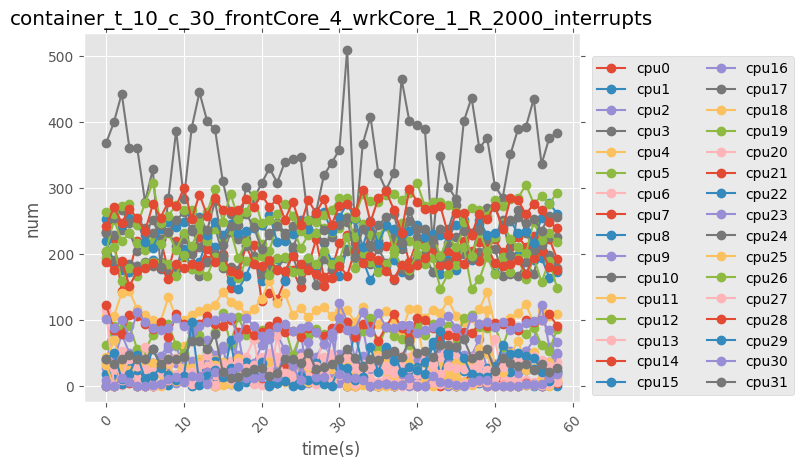 container_t_10_c_30_frontCore_4_wrkCore_1_R_2000_interrupts
500
400
300
200
100
0
num
0
10
20
30
40
50
60
time(s)
cpu0
cpu1
cpu2
cpu3
cpu4
cpu5
cpu6
cpu7
cpu8
cpu9
cpu10
cpu11
cpu12
cpu13
cpu14
cpu15
cpu16
cpu17
cpu18
cpu19
cpu20
cpu21
cpu22
cpu23
cpu24
cpu25
cpu26
cpu27
cpu28
cpu29
cpu30
cpu31